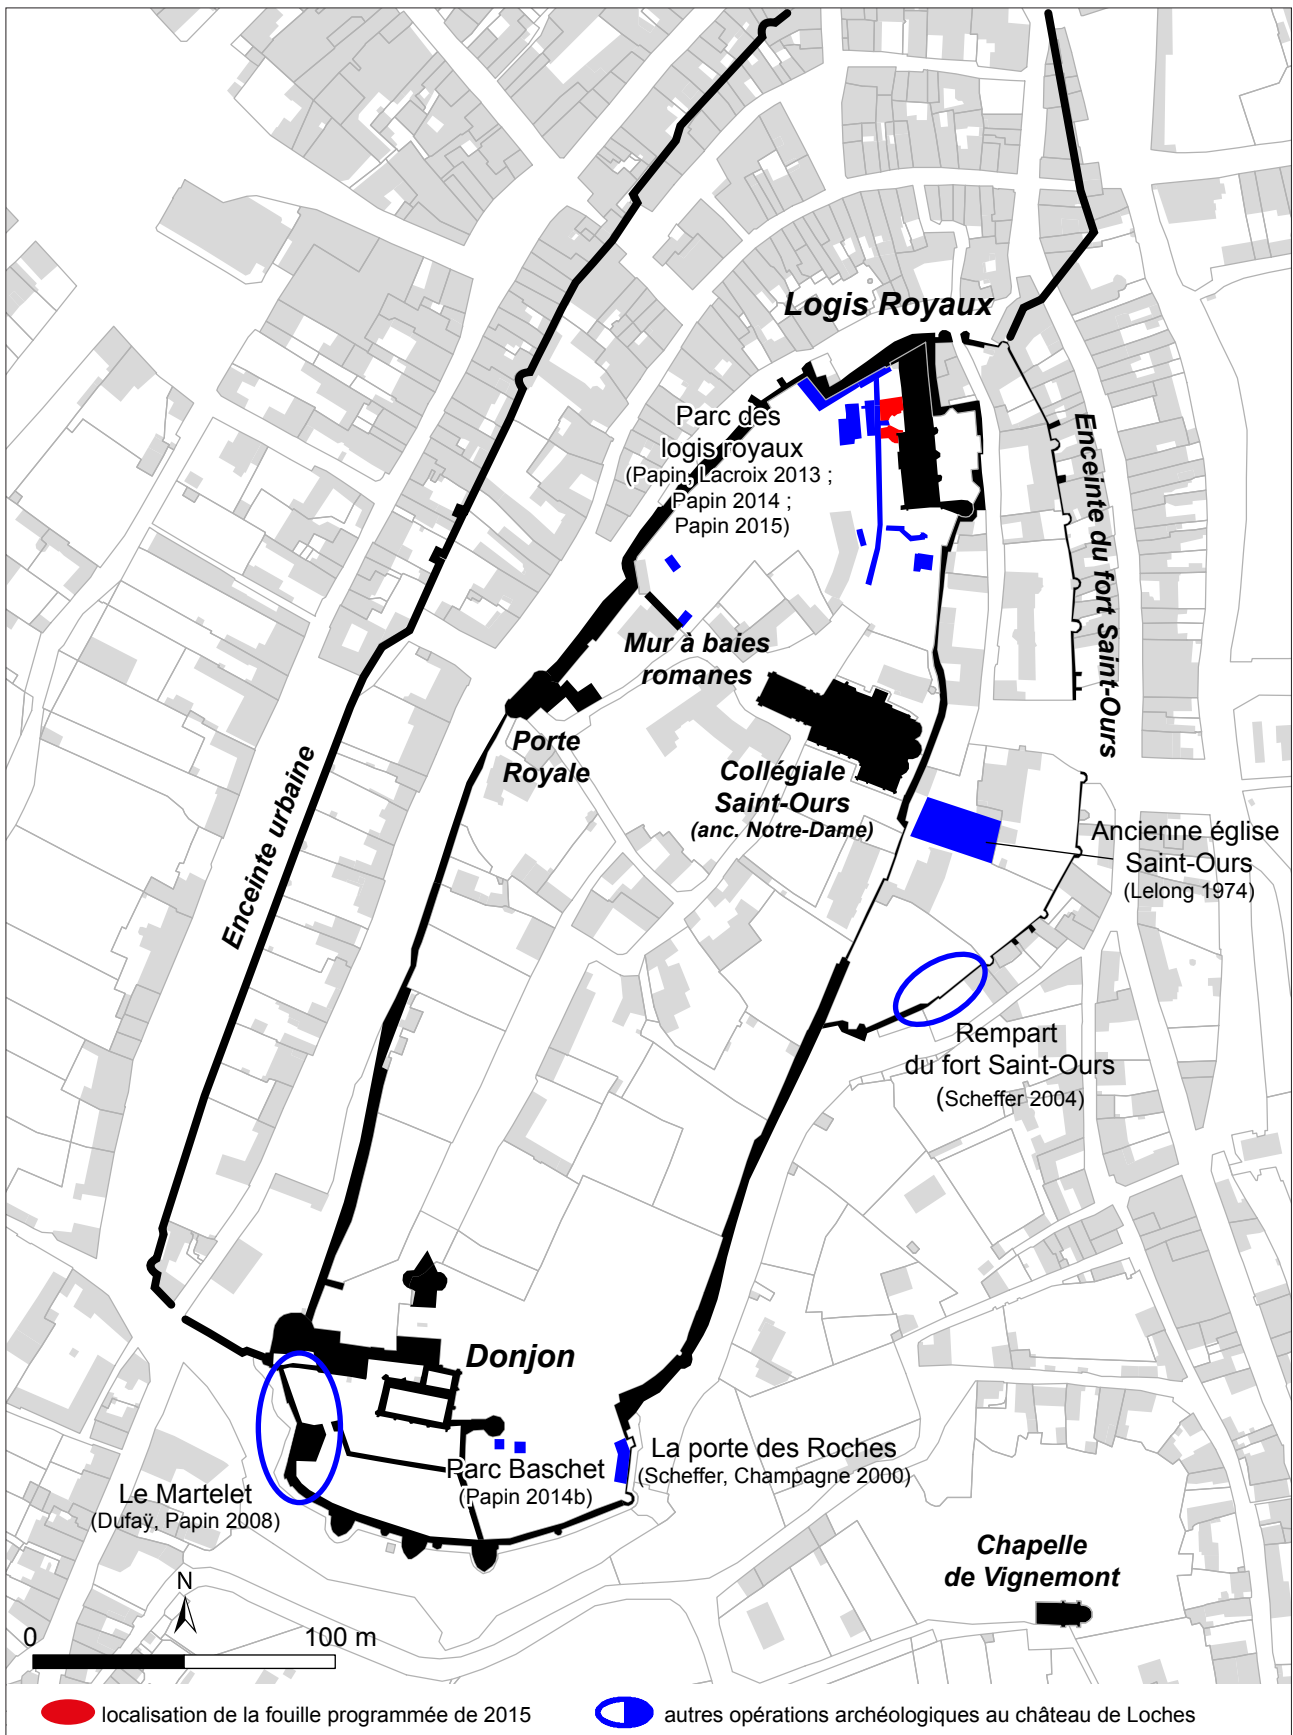 Logis Royaux
Parc des
logis royaux
(Papin, Lacroix 2013 ;
Papin 2014 ;
Papin 2015)
Enceinte du fort Saint-Ours
Mur à baies
romanes
Porte
Royale
Collégiale
Saint-Ours
(anc. Notre-Dame)
Enceinte urbaine
Ancienne église
Saint-Ours
(Lelong 1974)
Rempart
du fort Saint-Ours
(Scheffer 2004)
Donjon
La porte des Roches
(Scheffer, Champagne 2000)
Parc Baschet
(Papin 2014b)
Le Martelet
(Dufaÿ, Papin 2008)
Chapelle
de Vignemont
N
0 100 m
localisation de la fouille programmée de 2015
autres opérations archéologiques au château de Loches